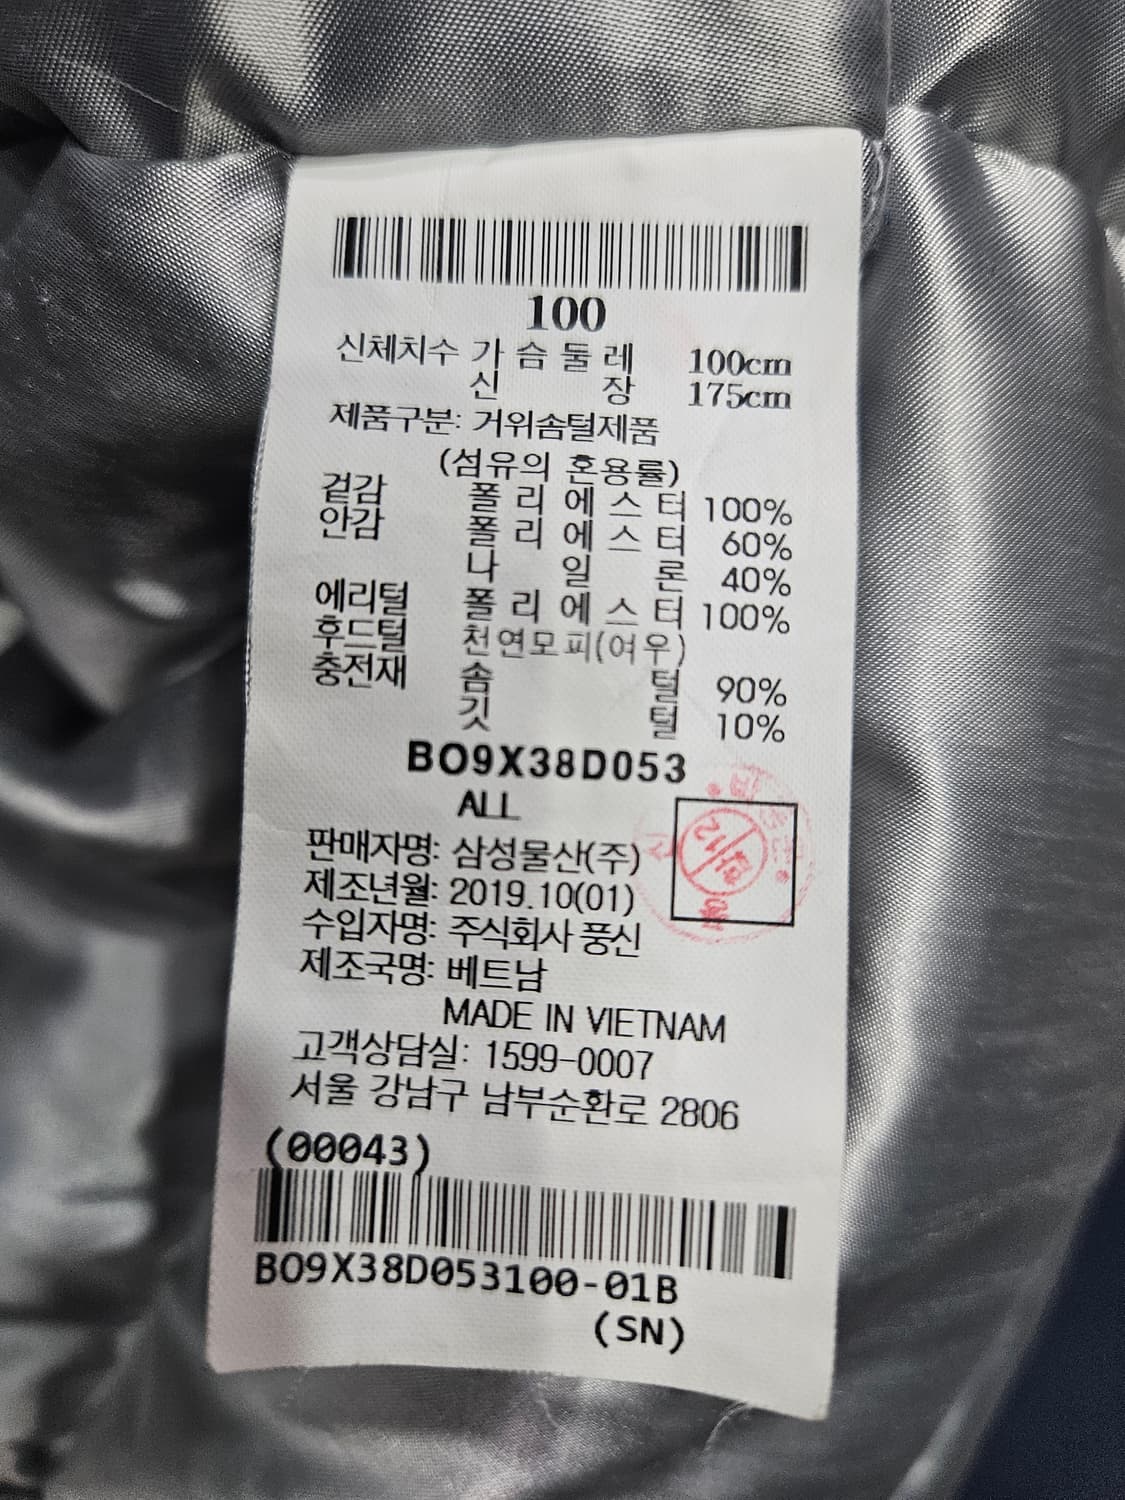 100
신체치수 가슴둘레 100cm
신장 175cm
제품구분: 거위솜털제품
(섬유의 혼용률)
겉감 폴리에스터 100%
안감 폴리에스터 60%
나일론 40%
에리털 폴리에스터 100%
후드털 천연모피(여우)
충전재 솜털 90%
깃털 10%
BO9X38D053
ALL
판매자명: 삼성물산(주)
제조년월: 2019.10(01)
수입자명: 주식회사 풍신
제조국명: 베트남
MADE IN VIETNAM
고객상담실: 1599-0007
서울 강남구 남부순환로 2806
(00043)
BO9X38D053100-01B
(SN)